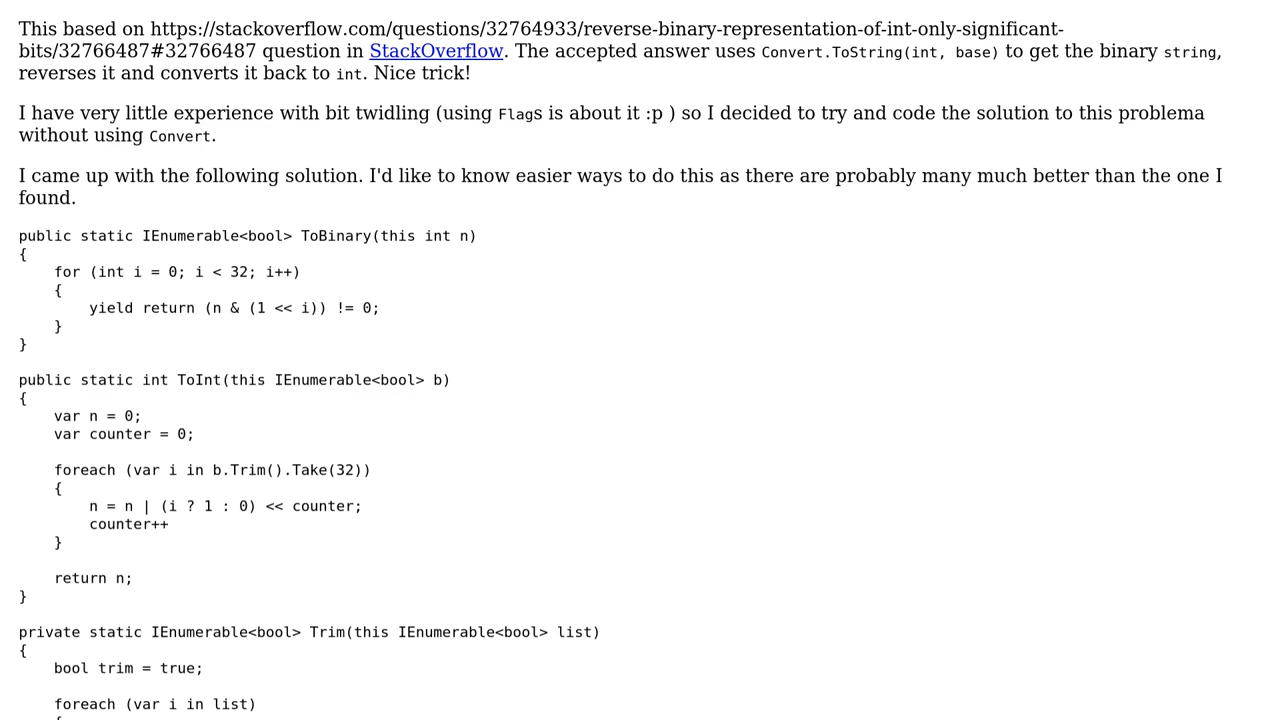 This based on https://stackoverflow.com/questions/32764933/reverse-binary-representation-of-int-only-significant-
bits/32766487#32766487 question in StackOverflow. The accepted answer uses Convert.ToString(int, base) to get the binary string,
reverses it and converts it back to int. Nice trick!
I have very little experience with bit twidling (using Flags is about it :p ) so I decided to try and code the solution to this problema
without using Convert.
I came up with the following solution. I'd like to know easier ways to do this as there are probably many much better than the one I
found.
public static IEnumerable<bool> ToBinary(this int n)
{
    for (int i = 0; i < 32; i++)
    {
        yield return (n & (1 << i)) != 0;
    }
}
public static int ToInt(this IEnumerable<bool> b)
{
    var n = 0;
    var counter = 0;
    foreach (var i in b.Trim().Take(32))
    {
        n = n | (i ? 1 : 0) << counter;
        counter++
    }
    return n;
}
private static IEnumerable<bool> Trim(this IEnumerable<bool> list)
{
    bool trim = true;
    foreach (var i in list)